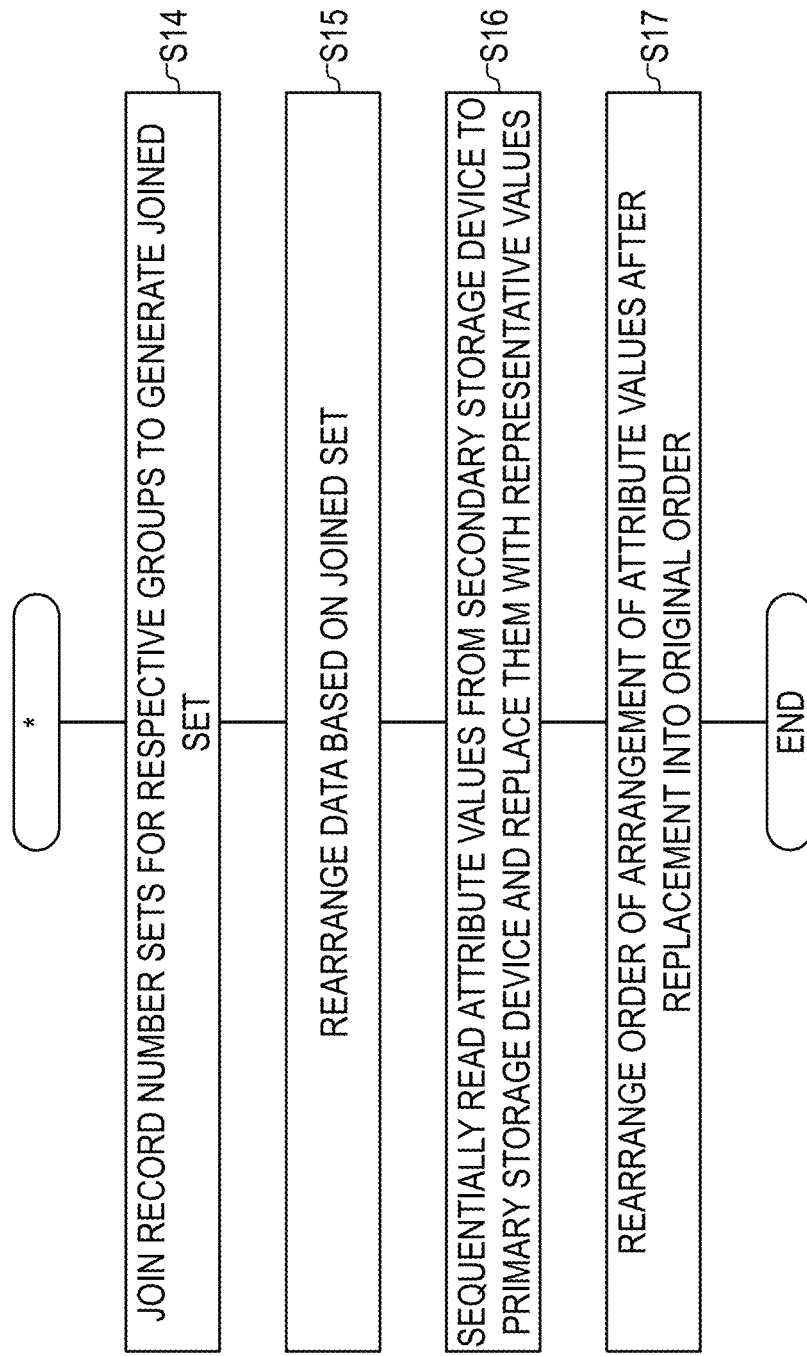 *
JOIN RECORD NUMBER SETS FOR RESPECTIVE GROUPS TO GENERATE JOINED
SET
S14
REARRANGE DATA BASED ON JOINED SET
S15
SEQUENTIALLY READ ATTRIBUTE VALUES FROM SECONDARY STORAGE DEVICE TO
PRIMARY STORAGE DEVICE AND REPLACE THEM WITH REPRESENTATIVE VALUES
S16
REARRANGE ORDER OF ARRANGEMENT OF ATTRIBUTE VALUES AFTER
REPLACEMENT INTO ORIGINAL ORDER
S17
END